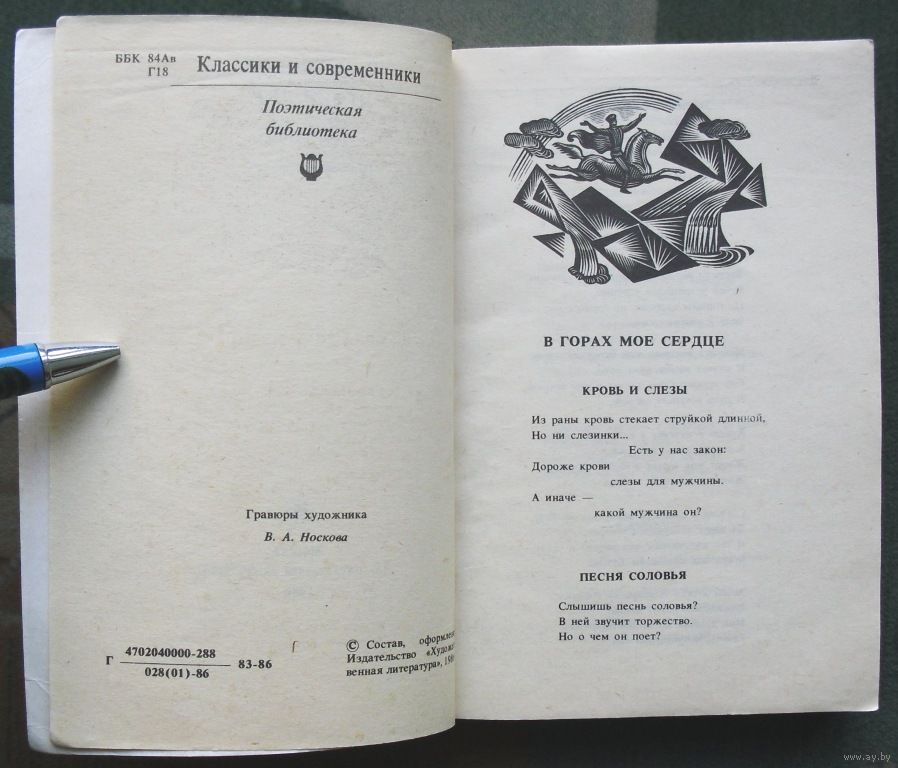 ББК 84Ав
Г18
Классики и современники
Поэтическая
библиотека
Гравюры художника
В. А. Носкова
Г 4702040000-288 83-86
028(01)-86
© Состав,
Издательство
венная литература»,
В ГОРАХ МОЕ СЕРДЦЕ
КРОВЬ И СЛЕЗЫ
Из раны кровь стекает струйкой длинной,
Но ни слезинки...
Есть у нас закон:
Дороже крови
слезы для мужчины.
А иначе —
какой мужчина он?
ПЕСНЯ СОЛОВЬЯ
Слышишь песнь соловья?
В ней звучит торжество.
Но о чем он поет?
www.ay.by